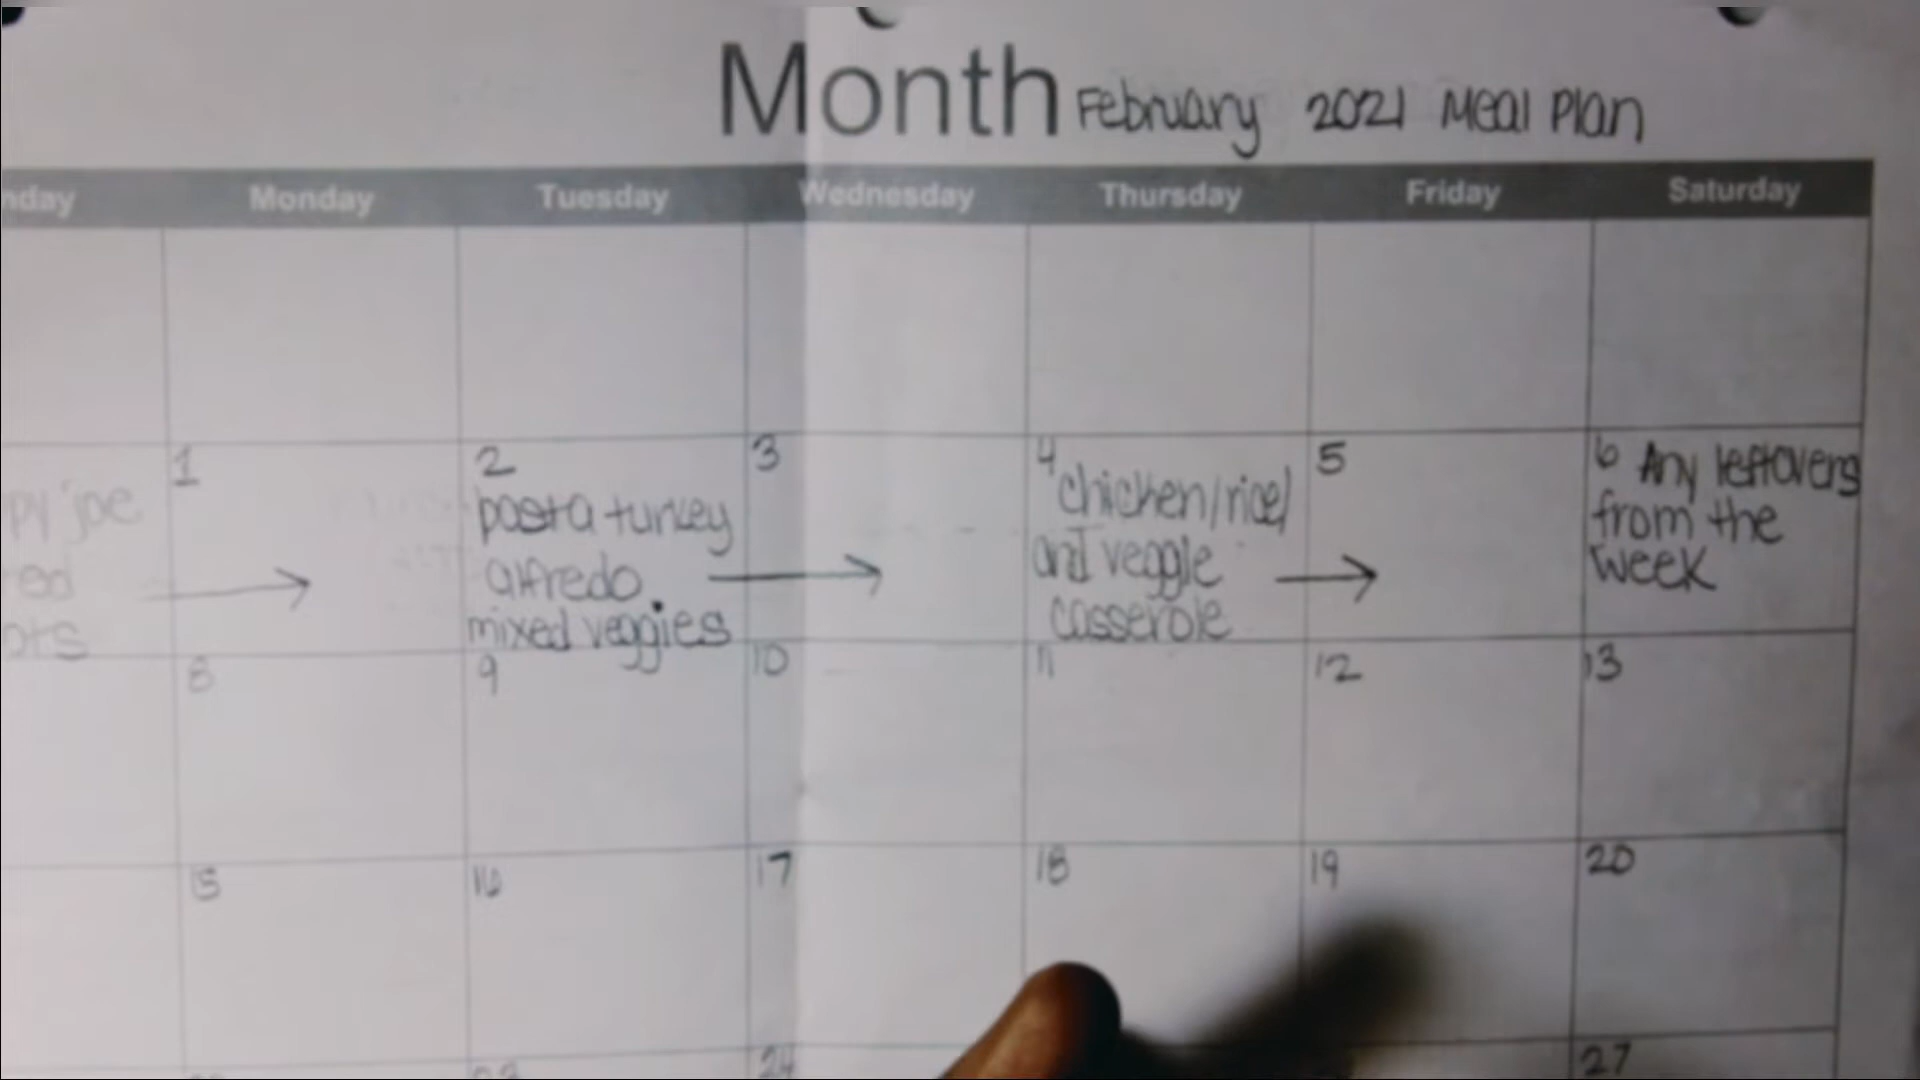 Month February 2021 Meal Plan
Monday Tuesday Wednesday Thursday Friday Saturday
1 2 3 4 5 6 Any leftovers
joe pasta turkey chicken/rice/ from the
alfredo and veggie week
mixed veggies casserole
8 9 10 11 12 13
15 16 17 18 19 20
24 27